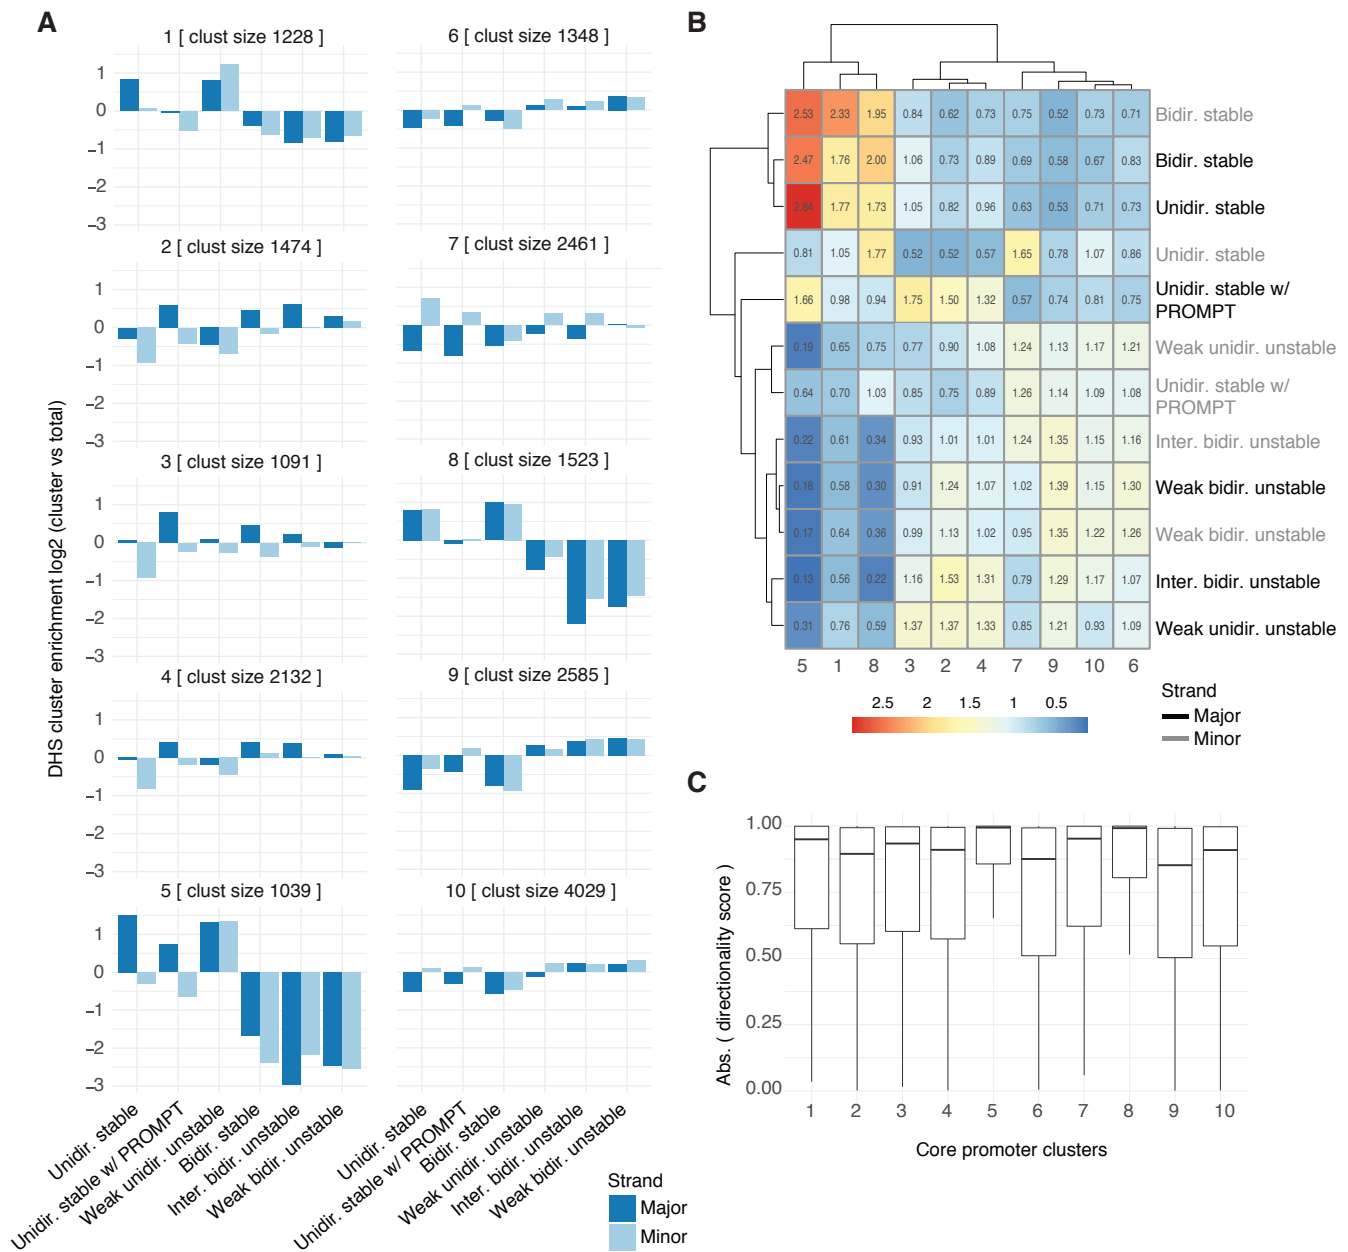 A
1 [ clust size 1228 ]
6 [ clust size 1348 ]
1
0
−1
−2
−3
2 [ clust size 1474 ]
7 [ clust size 2461 ]
1
0
−1
−2
−3
3 [ clust size 1091 ]
8 [ clust size 1523 ]
1
0
−1
−2
−3
4 [ clust size 2132 ]
9 [ clust size 2585 ]
1
0
−1
−2
−3
5 [ clust size 1039 ]
10 [ clust size 4029 ]
1
0
−1
−2
−3
DHS cluster enrichment log2 (cluster vs total)
Unidir. stable
Unidir. stable w/ PROMPT
Weak unidir. unstable
Bidir. stable
Inter. bidir. unstable
Weak bidir. unstable
Unidir. stable
Unidir. stable w/ PROMPT
Bidir. stable
Weak unidir. unstable
Inter. bidir. unstable
Weak bidir. unstable
Strand
Major
Minor
B
2.53 2.33 1.95 0.84 0.62 0.73 0.75 0.52 0.73 0.71 Bidir. stable
2.47 1.76 2.00 1.06 0.73 0.89 0.69 0.58 0.67 0.83 Bidir. stable
2.84 1.77 1.73 1.05 0.82 0.96 0.63 0.53 0.71 0.73 Unidir. stable
0.81 1.05 1.77 0.52 0.52 0.57 1.65 0.78 1.07 0.86 Unidir. stable
1.66 0.98 0.94 1.75 1.50 1.32 0.57 0.74 0.81 0.75 Unidir. stable w/
PROMPT
0.19 0.65 0.75 0.77 0.90 1.08 1.24 1.13 1.17 1.21 Weak unidir. unstable
0.64 0.70 1.03 0.85 0.75 0.89 1.26 1.14 1.09 1.08 Unidir. stable w/
PROMPT
0.22 0.61 0.34 0.93 1.01 1.01 1.24 1.35 1.15 1.16 Inter. bidir. unstable
0.18 0.58 0.30 0.91 1.24 1.07 1.02 1.39 1.15 1.30 Weak bidir. unstable
0.17 0.64 0.36 0.99 1.13 1.02 0.95 1.35 1.22 1.26 Weak bidir. unstable
0.13 0.56 0.22 1.16 1.53 1.31 0.79 1.29 1.17 1.07 Inter. bidir. unstable
0.31 0.76 0.59 1.37 1.37 1.33 0.85 1.21 0.93 1.09 Weak unidir. unstable
5 1 8 3 2 4 7 9 10 6
2.5 2 1.5 1 0.5
Strand
Major
Minor
C
1.00
0.75
0.50
0.25
0.00
Abs. ( directionality score )
1 2 3 4 5 6 7 8 9 10
Core promoter clusters